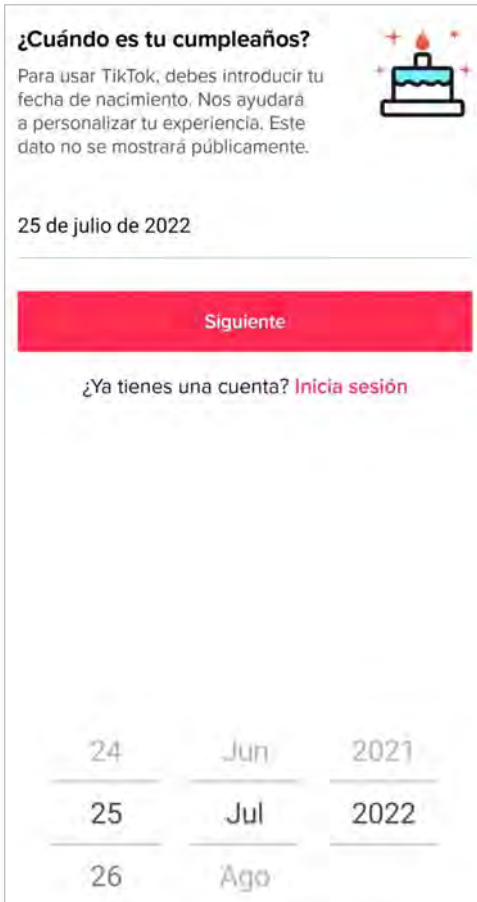 ¿Cuándo es tu cumpleaños?
Para usar TikTok, debes introducir tu
fecha de nacimiento. Nos ayudará
a personalizar tu experiencia. Este
dato no se mostrará públicamente.
25 de julio de 2022
Siguiente
¿Ya tienes una cuenta? Inicia sesión
24 Jun 2021
25 Jul 2022
26 Ago